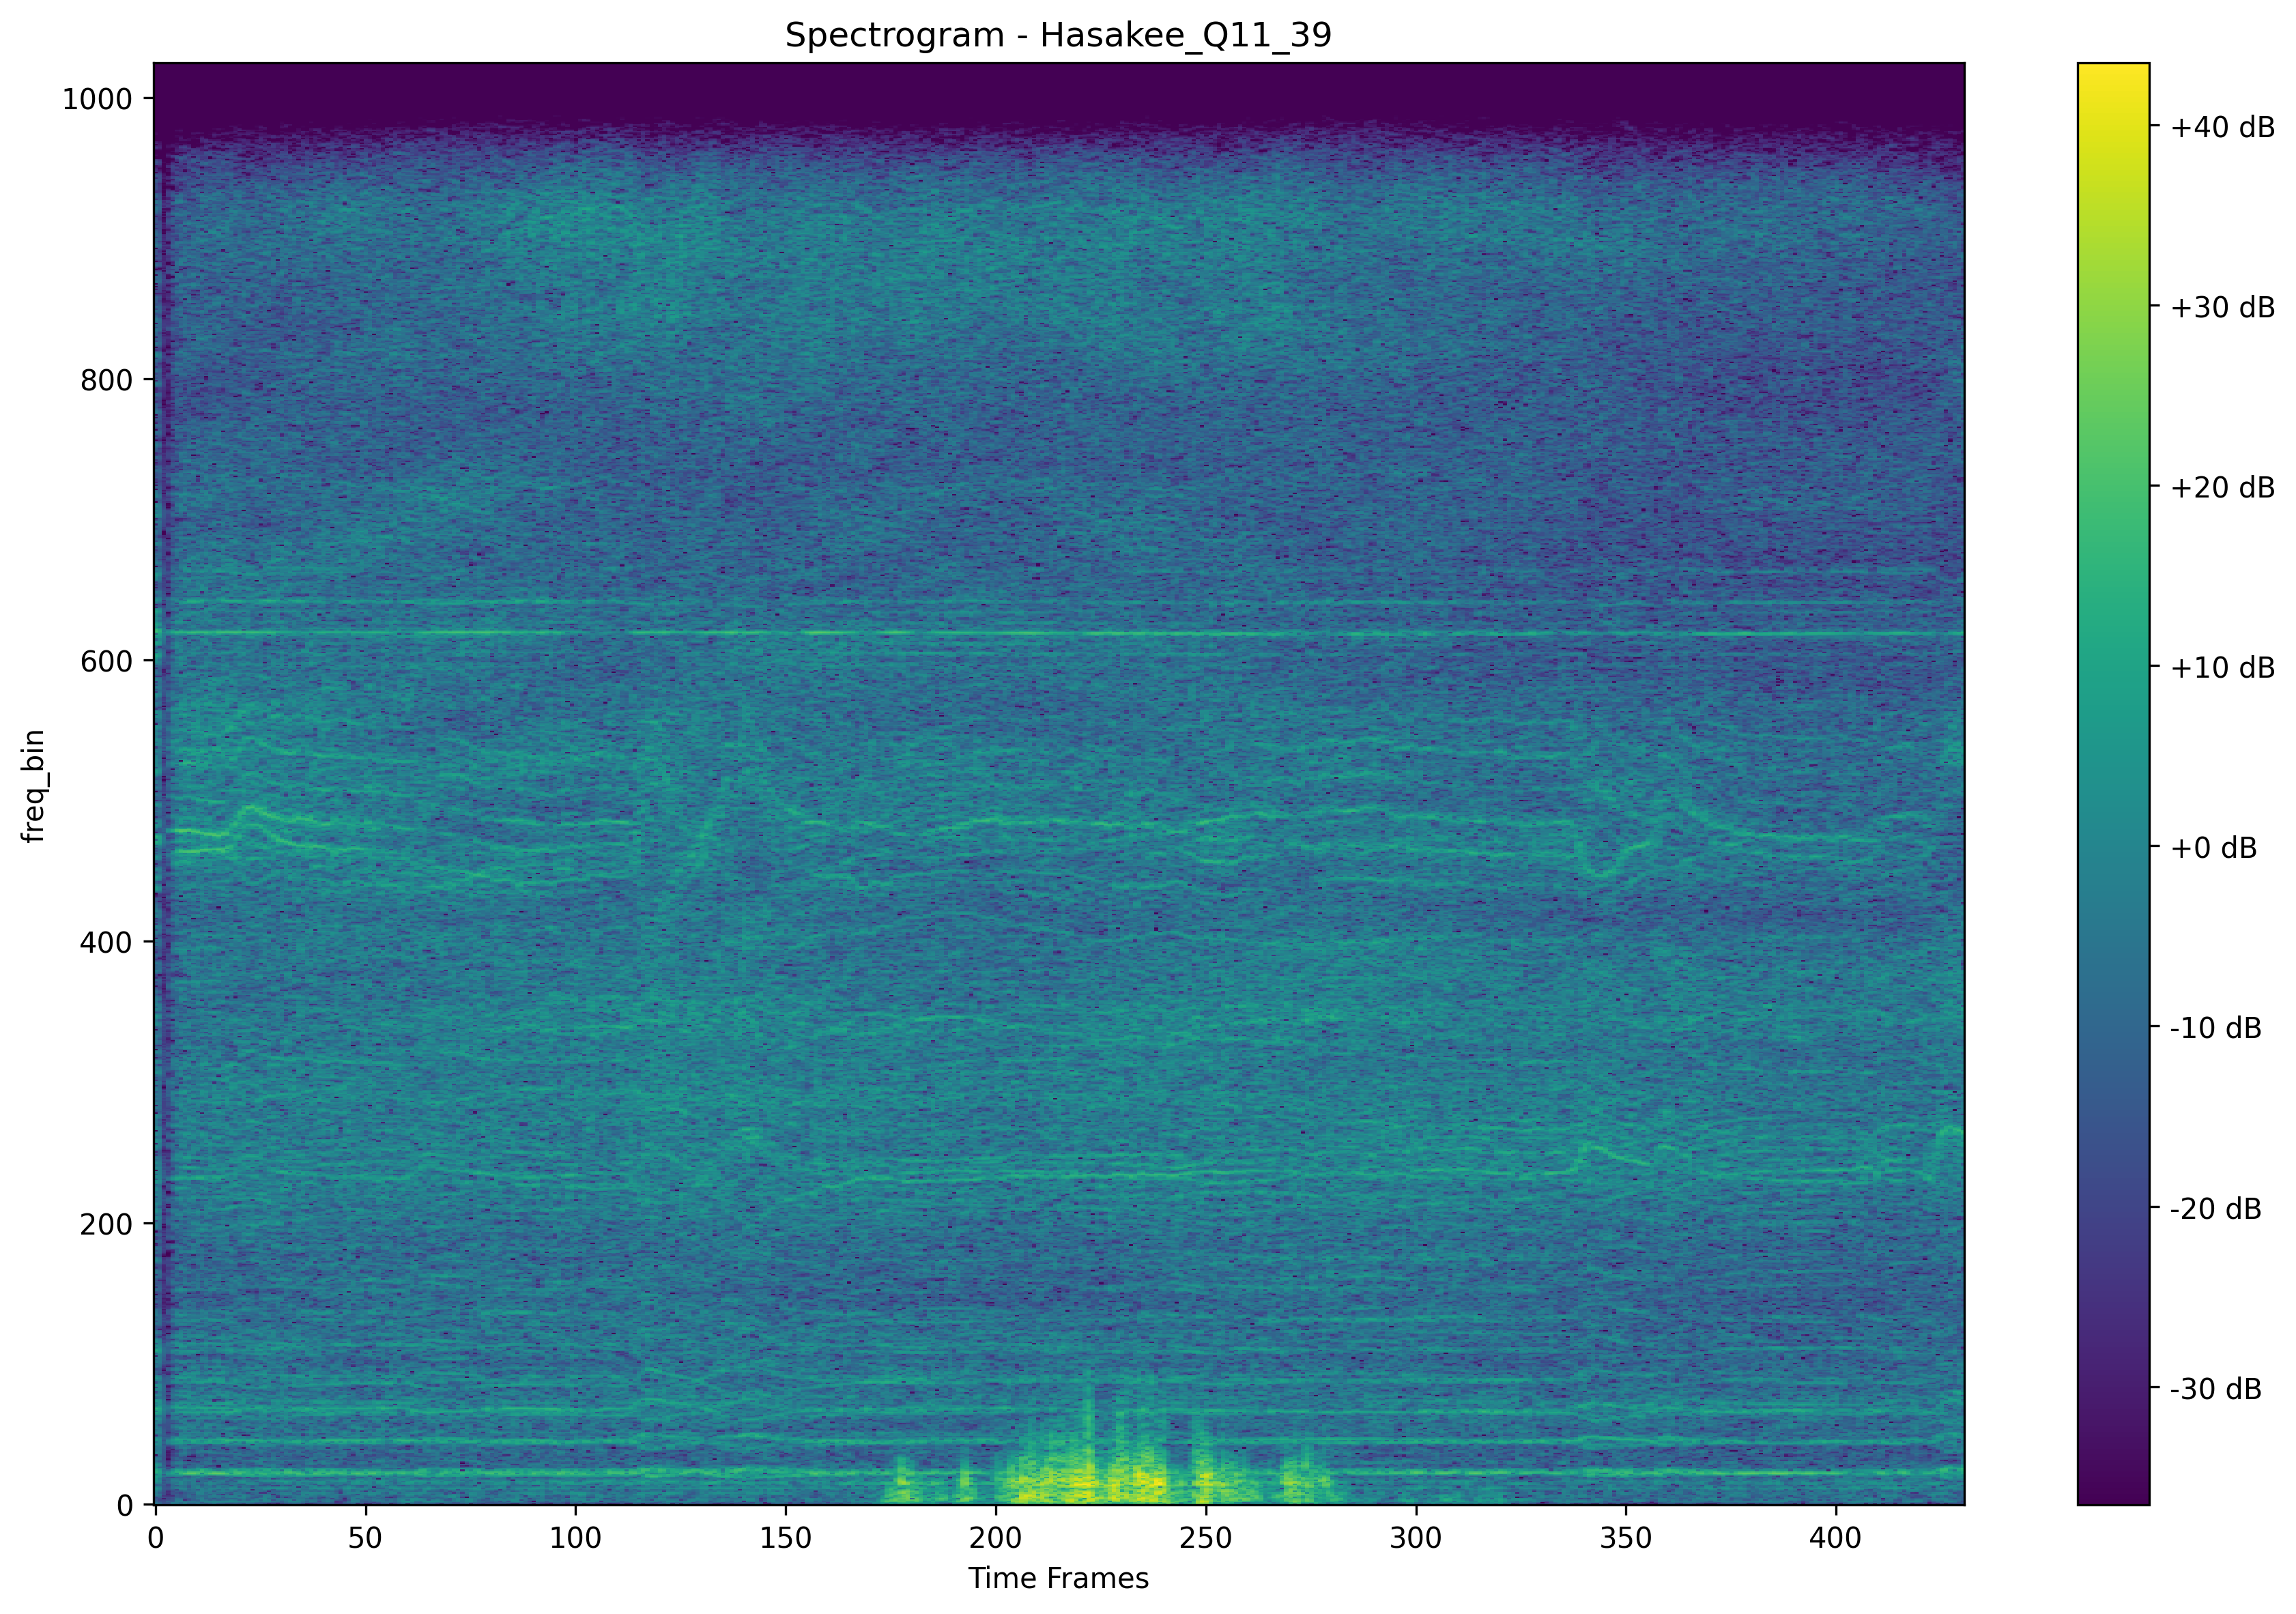 Spectrogram - Hasakee_Q11_39
1000
800
600
400
200
0
freq_bin
0 50 100 150 200 250 300 350 400
Time Frames
+40 dB
+30 dB
+20 dB
+10 dB
+0 dB
-10 dB
-20 dB
-30 dB